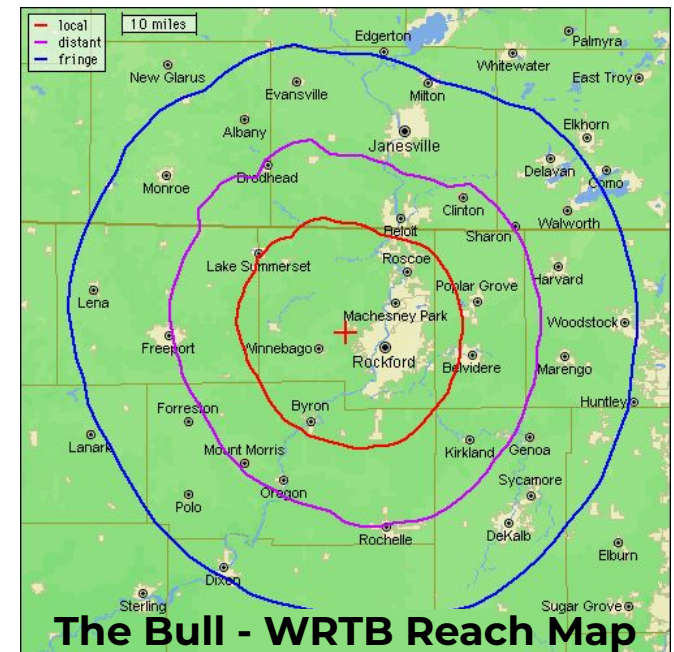 local
distant
fringe
10 miles
Edgerton
Palmyra
Whitewater
New Glarus
East Troy
Evansville
Milton
Albany
Elkhorn
Janesville
Delavan
Como
Brodhead
Monroe
Clinton
Walworth
Beloit
Sharon
Roscoe
Lake Summerset
Harvard
Poplar Grove
Lena
Machesney Park
Woodstock
Freeport
Winnebago
Rockford
Belvidere
Marengo
Huntley
Forreston
Byron
Lanark
Mount Morris
Kirkland
Genoa
Oregon
Sycamore
Polo
Rochelle
DeKalb
Elburn
Dixon
Sterling
Sugar Grove
The Bull - WRTB Reach Map